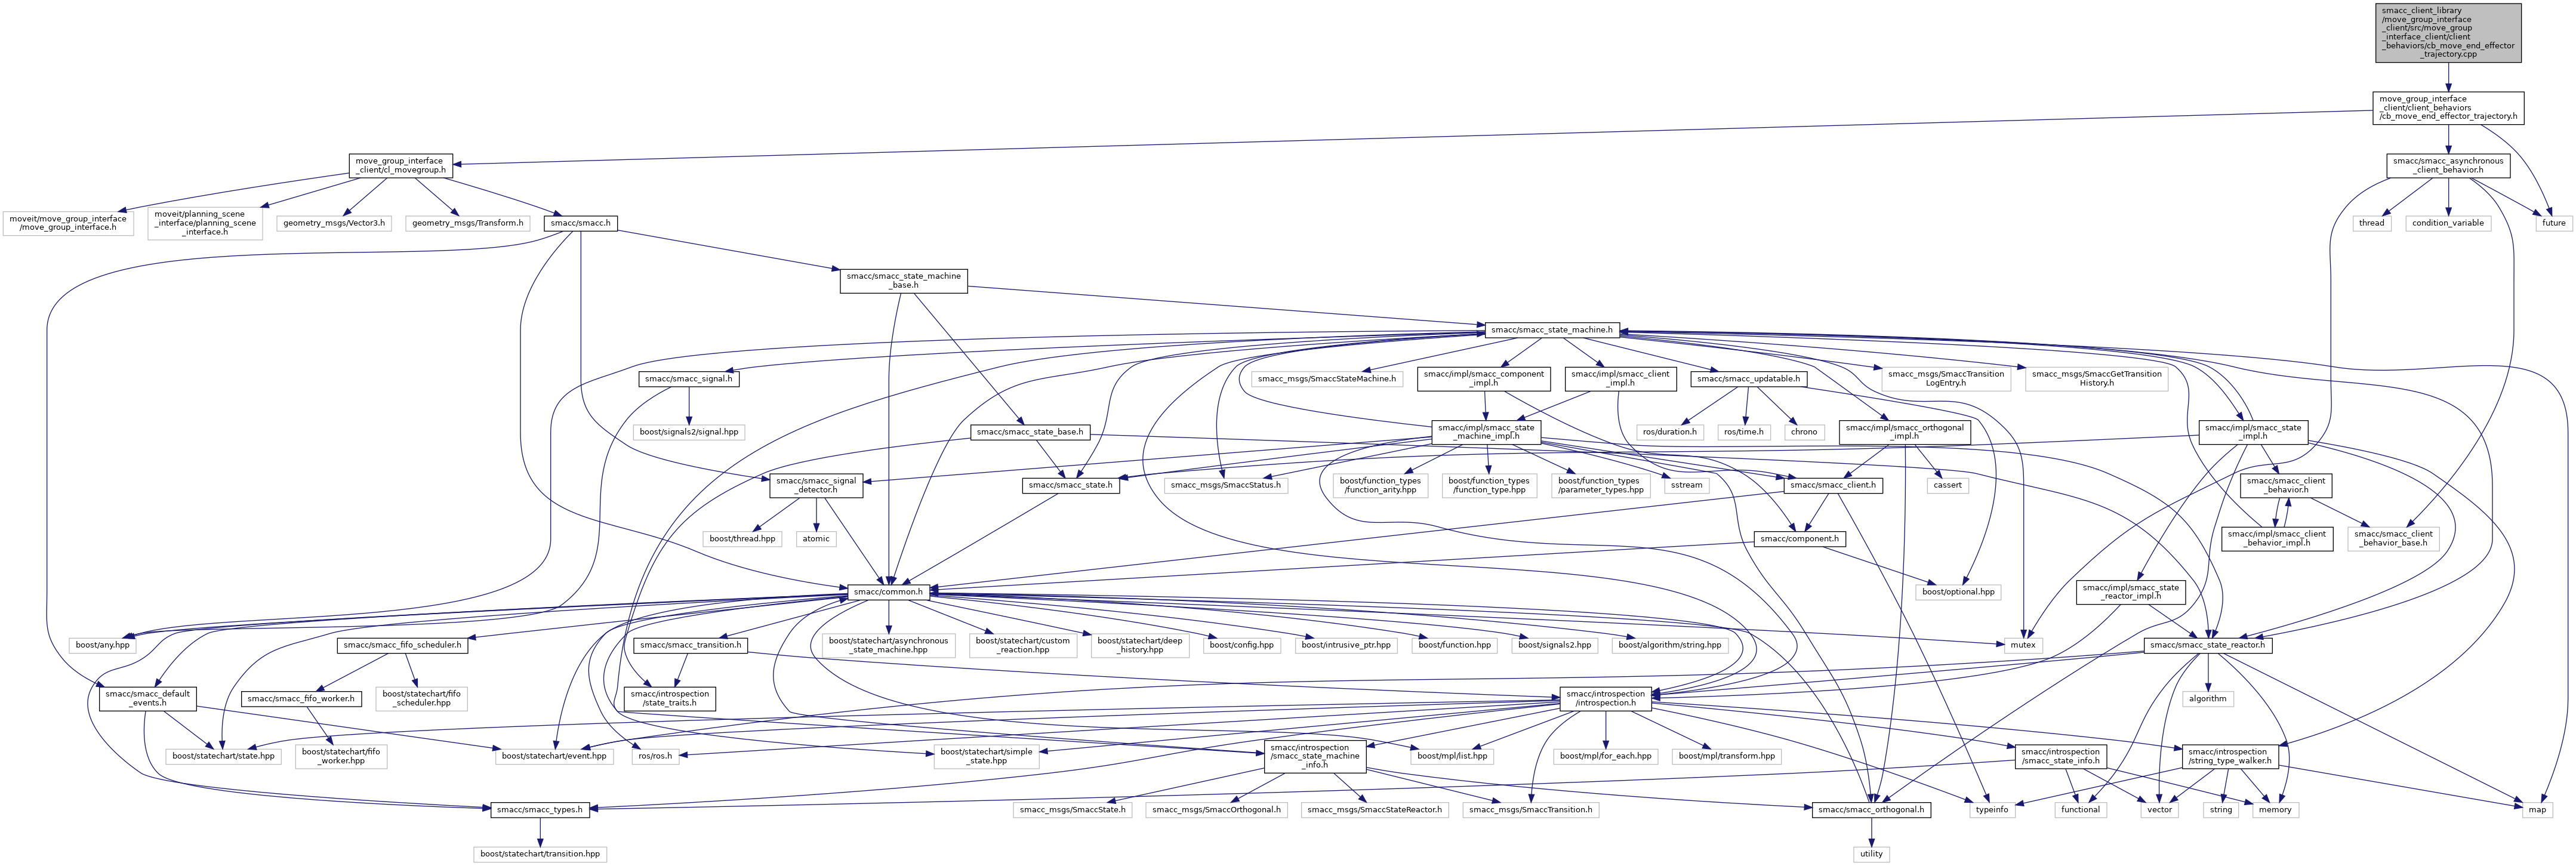 smacc_client_library
/move_group_interface
_client/src/move_group
_interface_client/client
_behaviors/cb_move_end_effector
_trajectory.cpp
move_group_interface
_client/client_behaviors
/cb_move_end_effector_trajectory.h
move_group_interface
_client/cl_movegroup.h
smacc/smacc_asynchronous
_client_behavior.h
moveit/move_group_interface
/move_group_interface.h
moveit/planning_scene
_interface/planning_scene
_interface.h
geometry_msgs/Vector3.h
geometry_msgs/Transform.h
smacc/smacc.h
thread
condition_variable
future
smacc/smacc_state_machine
_base.h
smacc/smacc_state_machine.h
smacc/smacc_signal.h
smacc_msgs/SmaccStateMachine.h
smacc/impl/smacc_component
_impl.h
smacc/impl/smacc_client
_impl.h
smacc/smacc_updatable.h
smacc_msgs/SmaccTransition
LogEntry.h
smacc_msgs/SmaccGetTransition
History.h
boost/signals2/signal.hpp
smacc/smacc_state_base.h
smacc/impl/smacc_state
_machine_impl.h
ros/duration.h
ros/time.h
chrono
smacc/impl/smacc_orthogonal
_impl.h
smacc/impl/smacc_state
_impl.h
smacc/smacc_signal
_detector.h
smacc/smacc_state.h
smacc_msgs/SmaccStatus.h
boost/function_types
/function_arity.hpp
boost/function_types
/function_type.hpp
boost/function_types
/parameter_types.hpp
sstream
smacc/smacc_client.h
cassert
smacc/smacc_client
_behavior.h
boost/thread.hpp
atomic
smacc/component.h
smacc/impl/smacc_client
_behavior_impl.h
smacc/smacc_client
_behavior_base.h
smacc/common.h
boost/optional.hpp
smacc/impl/smacc_state
_reactor_impl.h
boost/any.hpp
smacc/smacc_fifo_scheduler.h
smacc/smacc_transition.h
boost/statechart/asynchronous
_state_machine.hpp
boost/statechart/custom
_reaction.hpp
boost/statechart/deep
_history.hpp
boost/config.hpp
boost/intrusive_ptr.hpp
boost/function.hpp
boost/signals2.hpp
boost/algorithm/string.hpp
mutex
smacc/smacc_state_reactor.h
smacc/smacc_default
_events.h
smacc/smacc_fifo_worker.h
boost/statechart/fifo
_scheduler.hpp
smacc/introspection
/state_traits.h
smacc/introspection
/introspection.h
algorithm
boost/statechart/state.hpp
boost/statechart/fifo
_worker.hpp
boost/statechart/event.hpp
ros/ros.h
boost/statechart/simple
_state.hpp
smacc/introspection
/smacc_state_machine
_info.h
boost/mpl/list.hpp
boost/mpl/for_each.hpp
boost/mpl/transform.hpp
smacc/introspection
/smacc_state_info.h
smacc/introspection
/string_type_walker.h
smacc/smacc_types.h
smacc_msgs/SmaccState.h
smacc_msgs/SmaccOrthogonal.h
smacc_msgs/SmaccStateReactor.h
smacc_msgs/SmaccTransition.h
smacc/smacc_orthogonal.h
typeinfo
functional
vector
string
memory
map
boost/statechart/transition.hpp
utility